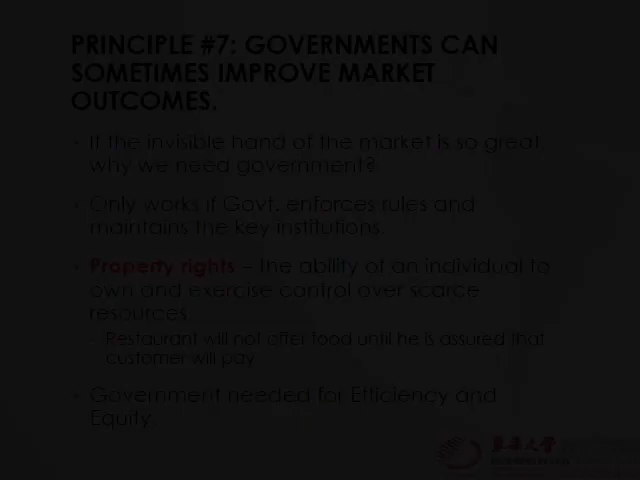 PRINCIPLE #7: GOVERNMENTS CAN
SOMETIMES IMPROVE MARKET
OUTCOMES.
If the invisible hand of the market is so great
why we need government?
Only works if Govt. enforces rules and
maintains the key institutions.
Property rights – the ability of an individual to
own and exercise control over scarce
resources
Restaurant will not offer food until he is assured that
customer will pay
Government needed for Efficiency and
Equity
大学